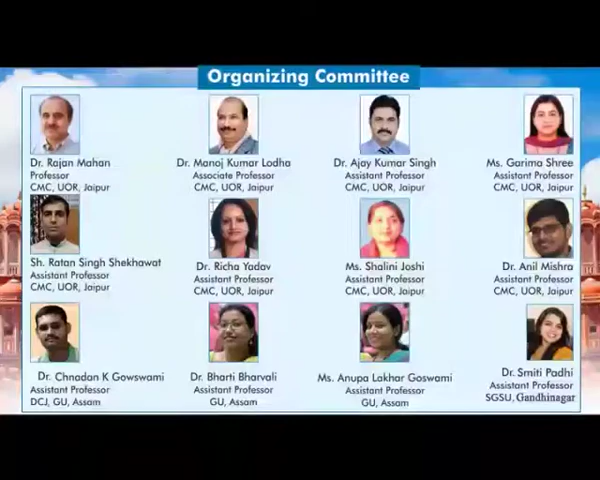 Organizing Committee
Dr. Rajan Mahan
Professor
CMC, UOR, Jaipur
Dr. Manoj Kumar Lodha
Associate Professor
CMC, UOR, Jaipur
Dr. Ajay Kumar Singh
Assistant Professor
CMC, UOR, Jaipur
Ms. Garima Shree
Assistant Professor
CMC, UOR, Jaipur
Sh. Ratan Singh Shekhawat
Assistant Professor
CMC, UOR, Jaipur
Dr. Richa Yadav
Assistant Professor
CMC, UOR, Jaipur
Ms. Shalini Joshi
Assistant Professor
CMC, UOR, Jaipur
Dr. Anil Mishra
Assistant Professor
CMC, UOR, Jaipur
Dr. Chnadan K Gowswami
Assistant Professor
DCJ, GU, Assam
Dr. Bharti Bharvali
Assistant Professor
GU, Assam
Ms. Anupa Lakhar Goswami
Assistant Professor
GU, Assam
Dr. Smiti Padhi
Assistant Professor
SGSU, Gandhinagar